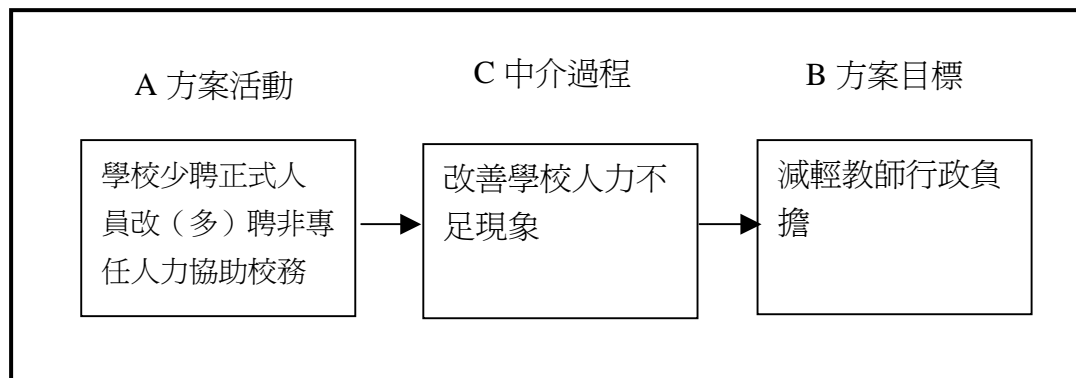 A 方案活動
C 中介過程
B 方案目標
學校少聘正式人
員改（多）聘非專
任人力協助校務
改善學校人力不
足現象
減輕教師行政負
擔